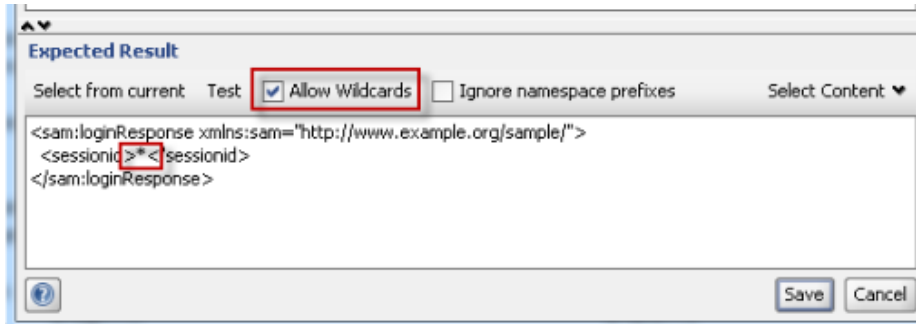 Expected Result
Select from current Test Allow Wildcards Ignore namespace prefixes Select Content
<sam:loginResponse xmlns:sam="http://www.example.org/sample/">
<sessionid>*</sessionid>
</sam:loginResponse>
Save Cancel